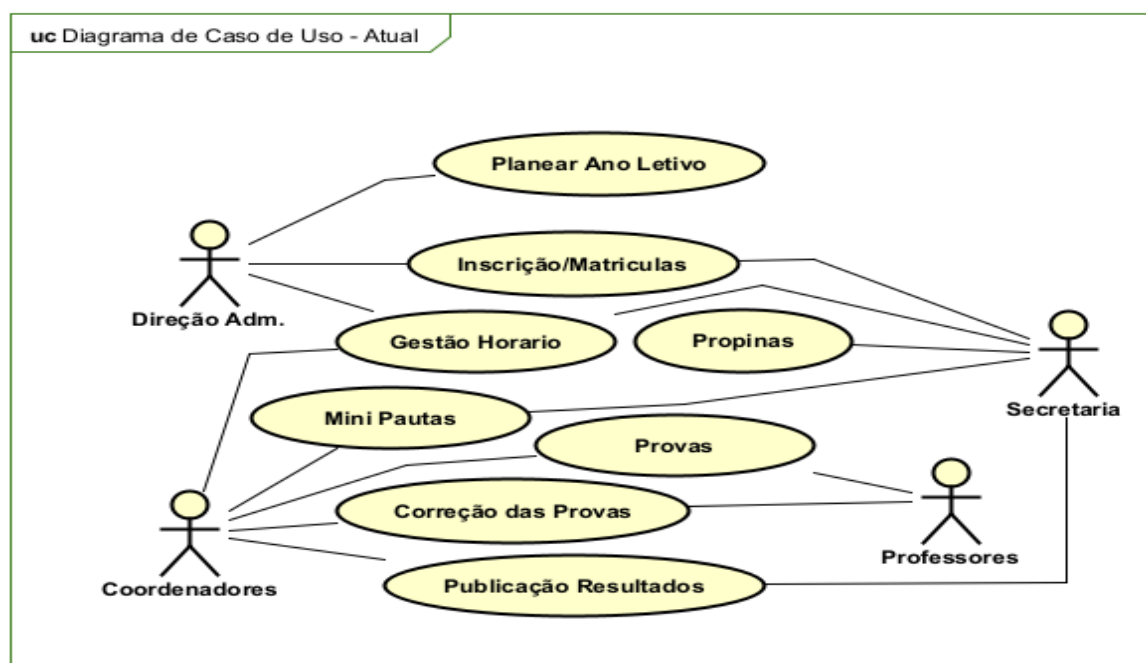 uc Diagrama de Caso de Uso - Atual
Planear Ano Letivo
Inscrição/Matriculas
Direção Adm.
Gestão Horario
Propinas
Secretaria
Mini Pautas
Provas
Correção das Provas
Professores
Coordenadores
Publicação Resultados